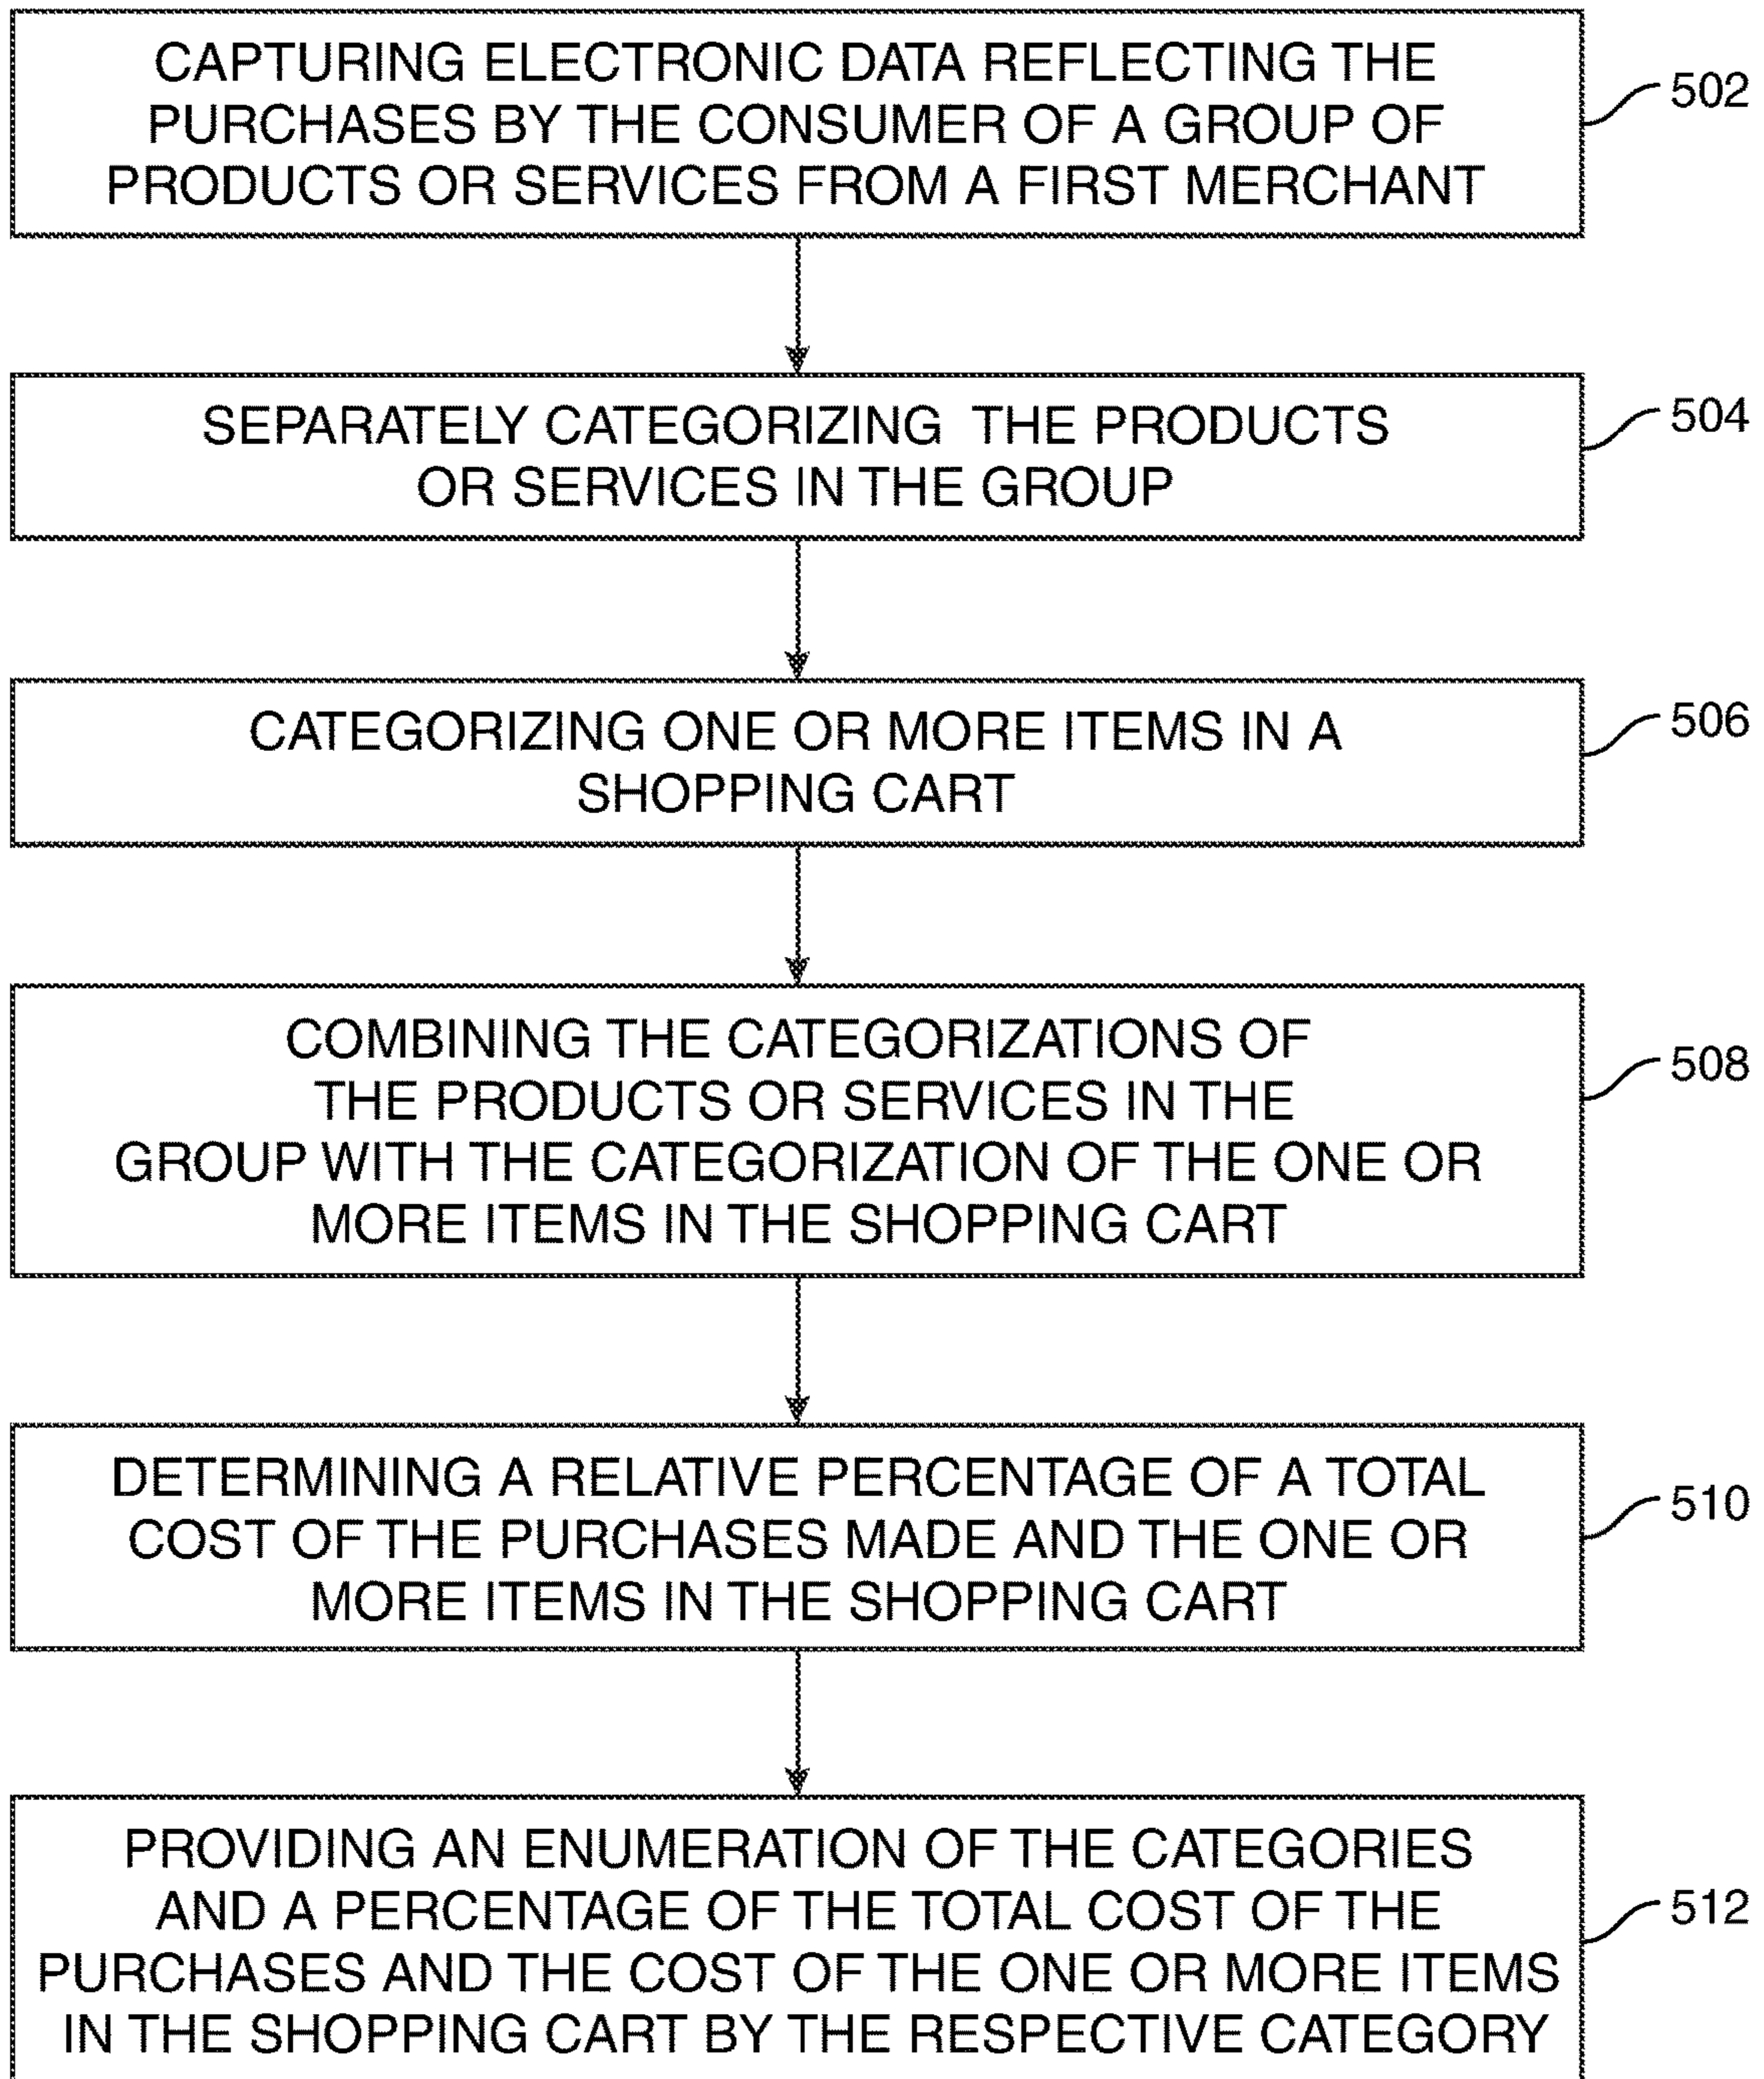 CAPTURING ELECTRONIC DATA REFLECTING THE
PURCHASES BY THE CONSUMER OF A GROUP OF
PRODUCTS OR SERVICES FROM A FIRST MERCHANT
502
SEPARATELY CATEGORIZING THE PRODUCTS
OR SERVICES IN THE GROUP
504
CATEGORIZING ONE OR MORE ITEMS IN A
SHOPPING CART
506
COMBINING THE CATEGORIZATIONS OF
THE PRODUCTS OR SERVICES IN THE
GROUP WITH THE CATEGORIZATION OF THE ONE OR
MORE ITEMS IN THE SHOPPING CART
508
DETERMINING A RELATIVE PERCENTAGE OF A TOTAL
COST OF THE PURCHASES MADE AND THE ONE OR
MORE ITEMS IN THE SHOPPING CART
510
PROVIDING AN ENUMERATION OF THE CATEGORIES
AND A PERCENTAGE OF THE TOTAL COST OF THE
PURCHASES AND THE COST OF THE ONE OR MORE ITEMS
IN THE SHOPPING CART BY THE RESPECTIVE CATEGORY
512